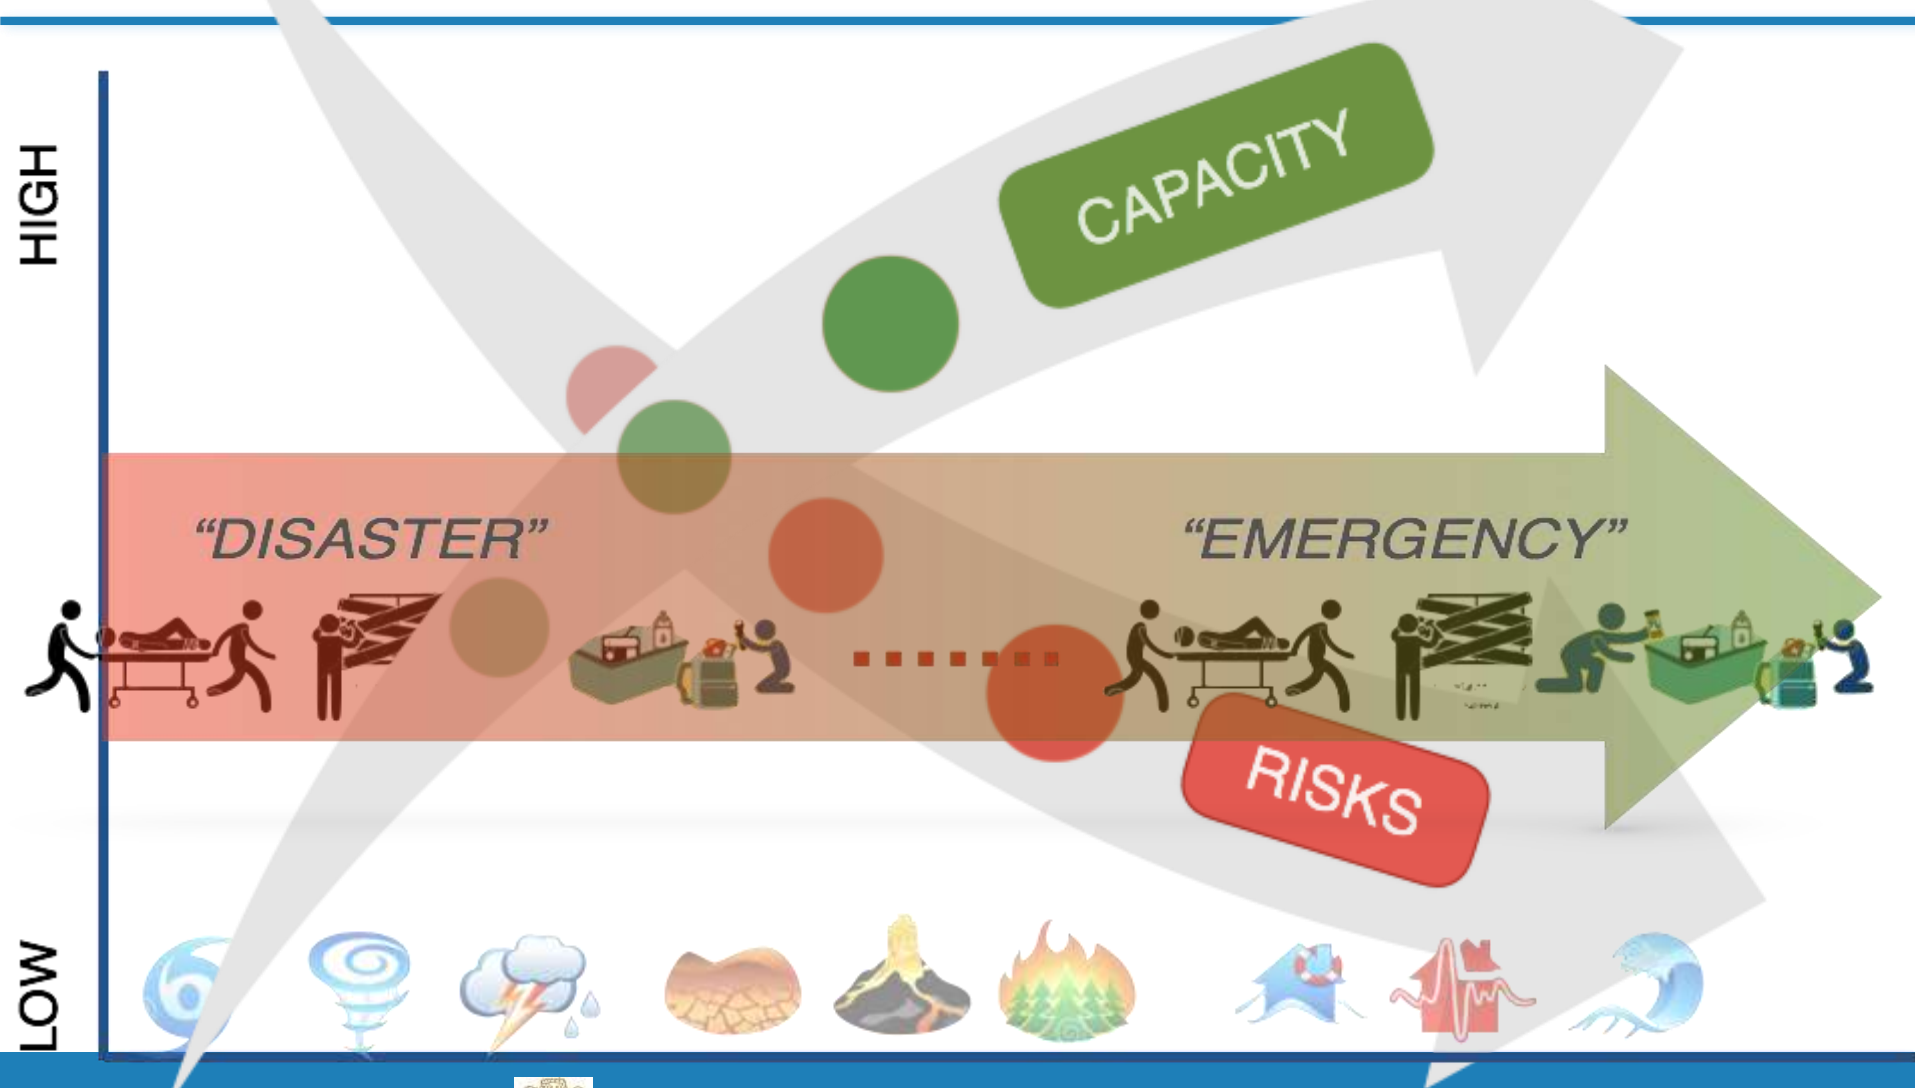 HIGH
CAPACITY
“DISASTER”
“EMERGENCY”
RISKS
LOW